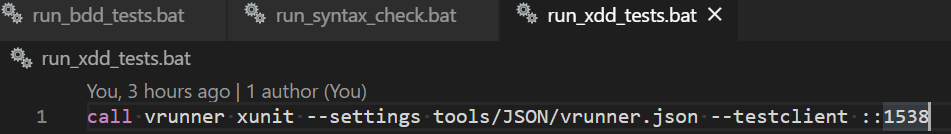 run_bdd_tests.bat run_syntax_check.bat run_xdd_tests.bat ×
run_xdd_tests.bat
You, 3 hours ago | 1 author (You)
1 call vrunner xunit --settings tools/JSON/vrunner.json --testclient ::1538